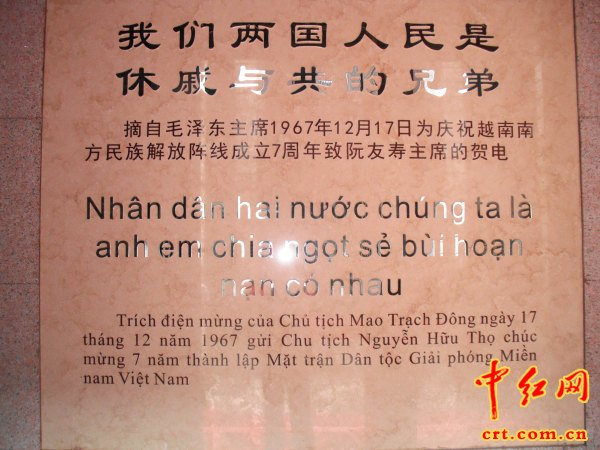 我们两国人民是
休戚与共的兄弟
摘自毛泽东主席1967年12月17日为庆祝越南南
方民族解放阵线成立7周年致阮友寿主席的贺电
Nhân dân hai nước chúng ta là
anh em chia ngọt sẻ bùi hoạn
nạn có nhau
Trích điện mừng của Chủ tịch Mao Trạch Đông ngày 17
tháng 12 năm 1967 gửi Chu tịch Nguyễn Hữu Thọ chúc
mừng 7 năm thành lập Mặt trận Dân tộc Giải phóng Miền
nam Việt Nam
中红网
crt.com.cn